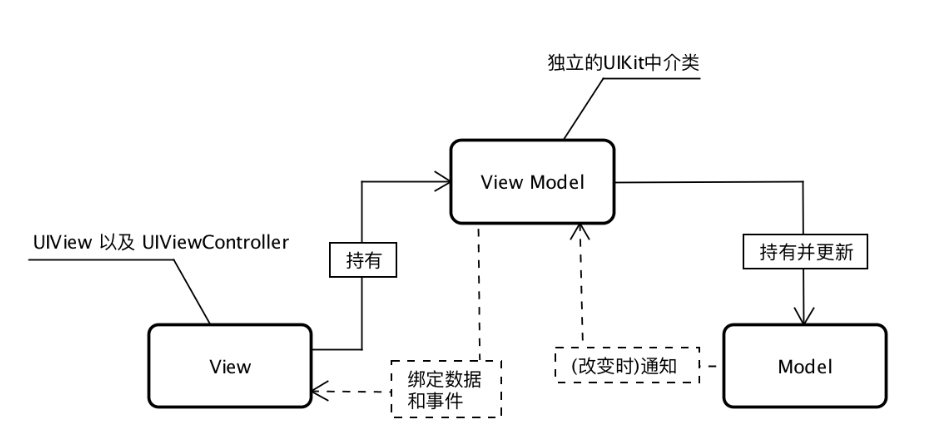 独立的UIKit中介类
View Model
UIView 以及 UIViewController
持有
持有并更新
View
绑定数据
和事件
(改变时)通知
Model